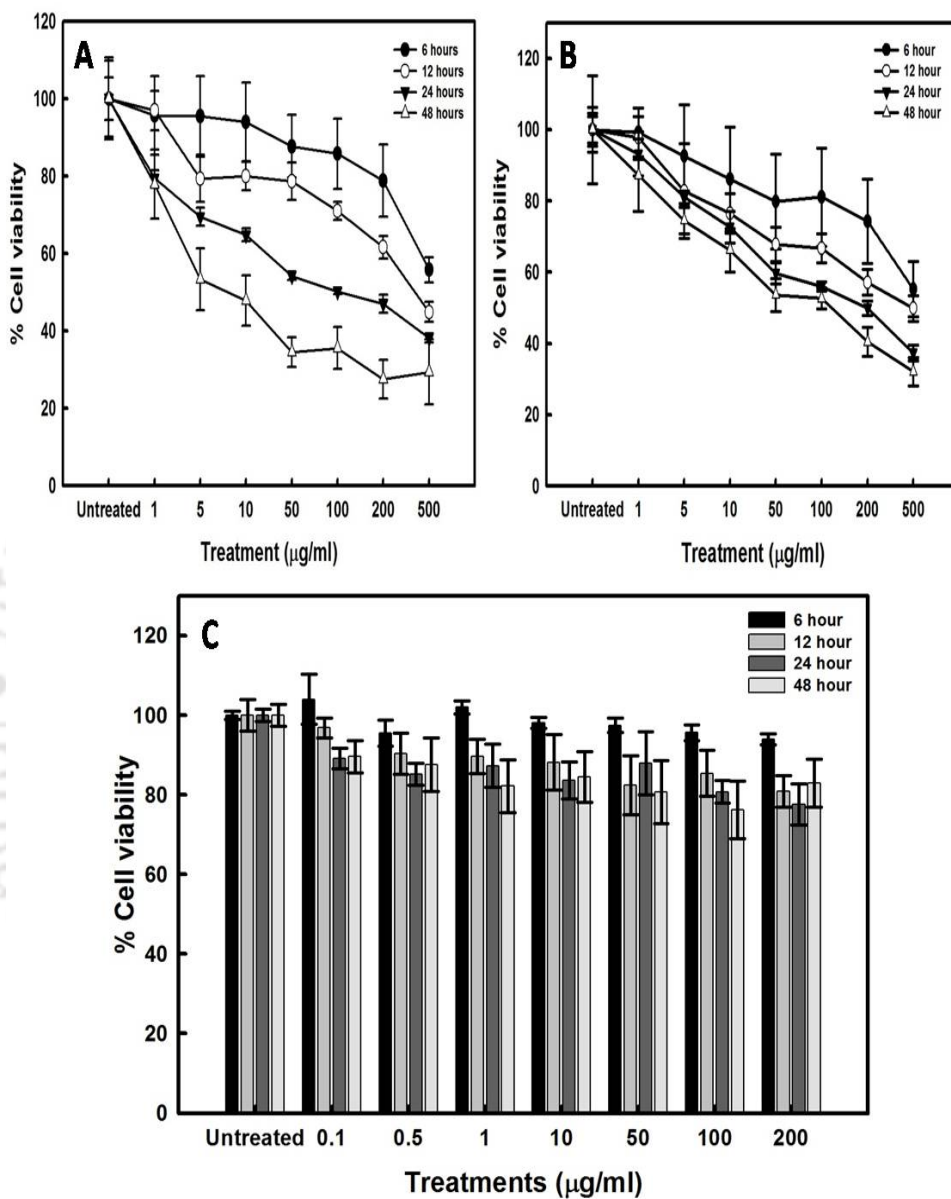 A
6 hours
12 hours
24 hours
48 hours
120
100
80
60
40
20
0
% Cell viability
Untreated 1 5 10 50 100 200 500
Treatment (μg/ml)
B
6 hour
12 hour
24 hour
48 hour
120
100
80
60
40
20
0
% Cell viability
Untreated 1 5 10 50 100 200 500
Treatment (μg/ml)
C
6 hour
12 hour
24 hour
48 hour
120
100
80
60
40
20
0
% Cell viability
Untreated 0.1 0.5 1 10 50 100 200
Treatments (μg/ml)